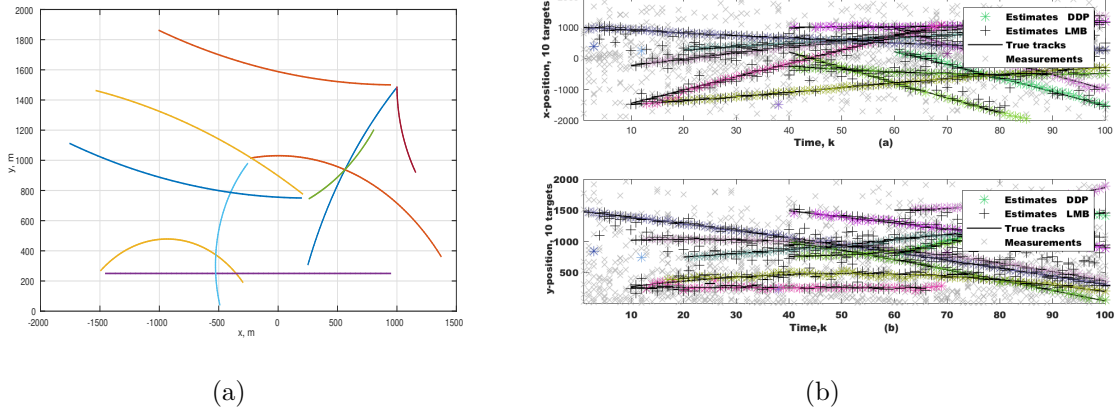 2000
1800
1600
1400
1200
1000
800
600
400
200
0
y, m
-2000 -1500 -1000 -500 0 500 1000 1500
x, m
(a)
1000
0
-1000
-2000
x-position, 10 targets
Estimates DDP
Estimates LMB
True tracks
Measurements
10 20 30 40 50 60 70 80 90 100
Time, k (a)
2000
1500
1000
500
y-position, 10 targets
Estimates DDP
Estimates LMB
True tracks
Measurements
10 20 30 40 50 60 70 80 90 100
Time,k (b)
(b)